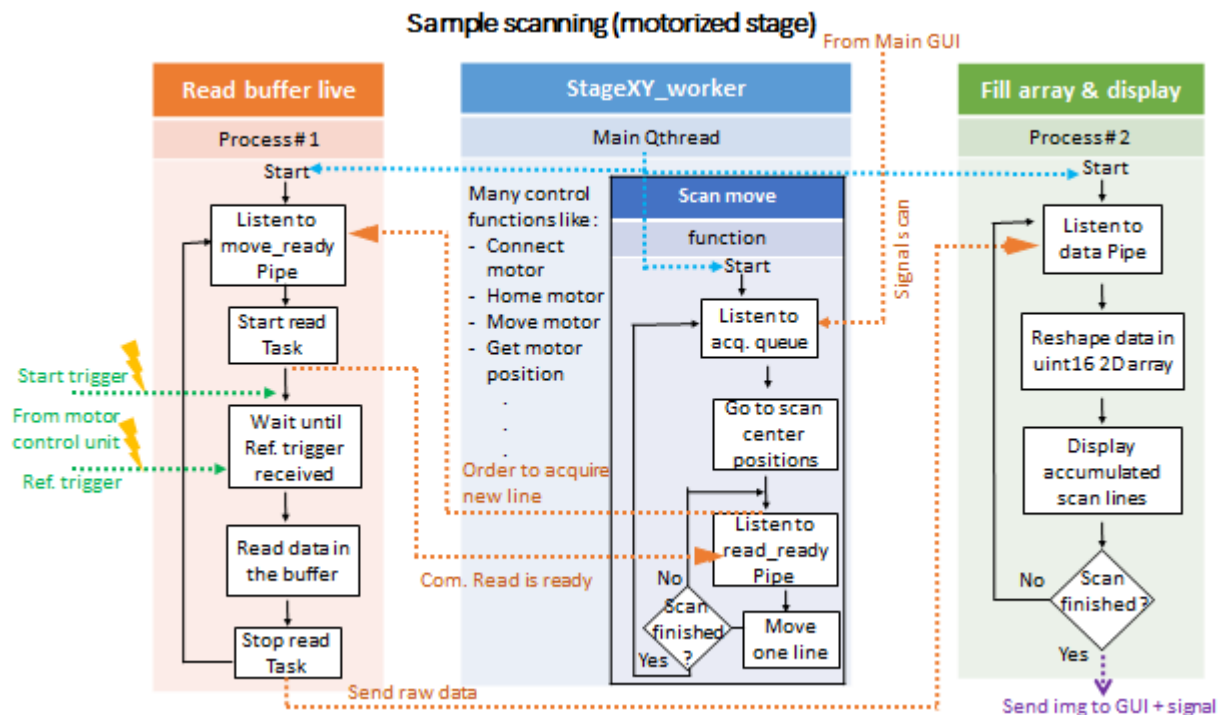 Sample scanning (motorized stage)
From Main GUI
Read buffer live
Process# 1
Start
Listen to
move_ready
Pipe
Start read
Task
Start trigger
From motor
control unit
Ref. trigger
Wait until
Ref. trigger
received
Read data in
the buffer
Stop read
Task
Send raw data
StageXY_worker
Main Qthread
Many control
functions like :
- Connect
motor
- Home motor
- Move motor
- Get motor
position
.
.
.
Order to acquire
new line
Com. Read is ready
Scan move
function
Start
Listen to
acq. queue
Go to scan
center
positions
Listen to
read_ready
Pipe
Move
one line
Scan
finished
?
No
Yes
Signal scan
Fill array & display
Process# 2
Start
Listen to
data Pipe
Reshape data in
uint16 2D array
Display
accumulated
scan lines
Scan
finished ?
No
Yes
Send img to GUI + signal